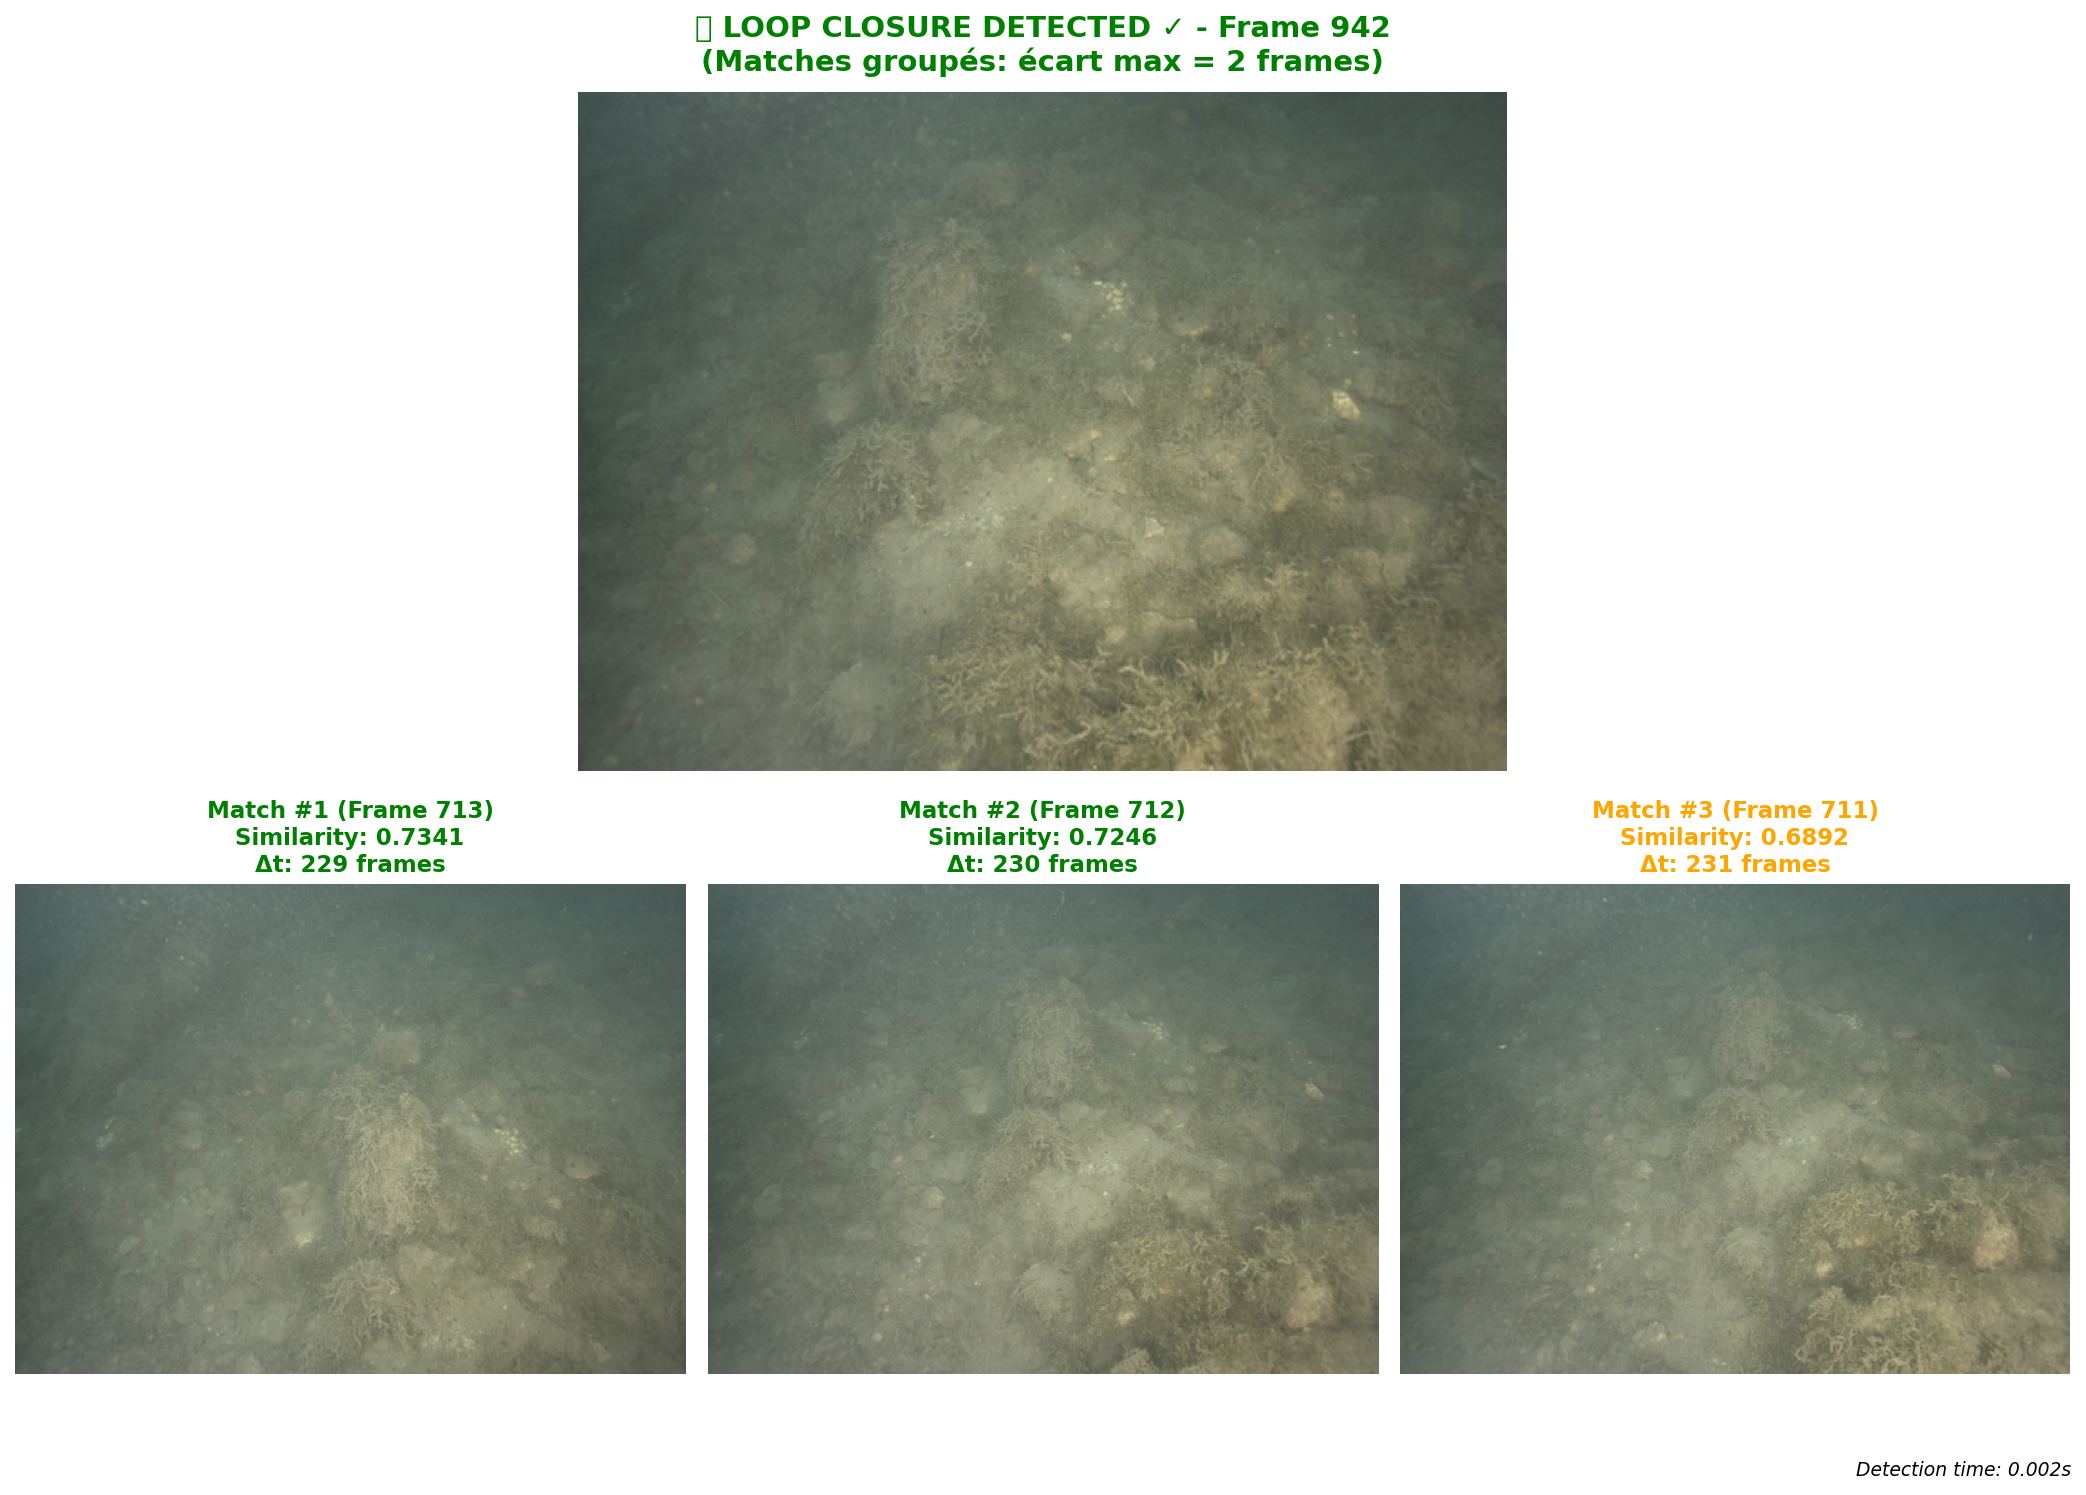 LOOP CLOSURE DETECTED ✓ - Frame 942
(Matches groupés: écart max = 2 frames)
Match #1 (Frame 713)
Similarity: 0.7341
Δt: 229 frames
Match #2 (Frame 712)
Similarity: 0.7246
Δt: 230 frames
Match #3 (Frame 711)
Similarity: 0.6892
Δt: 231 frames
Detection time: 0.002s